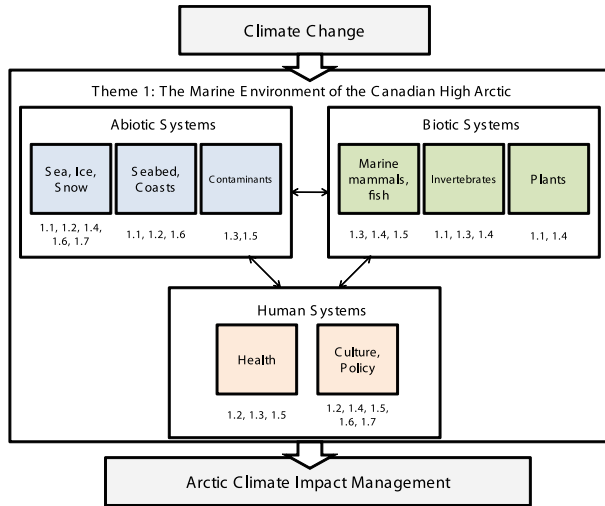 Climate Change
Theme 1: The Marine Environment of the Canadian High Arctic
Abiotic Systems
Sea, Ice,
Snow
Seabed,
Coasts
Contaminants
1.1, 1.2, 1.4,
1.6, 1.7
1.1, 1.2, 1.6
1.3,1.5
Biotic Systems
Marine
mammals,
fish
Invertebrates
Plants
1.3, 1.4, 1.5
1.1, 1.3, 1.4
1.1, 1.4
Human Systems
Health
Culture,
Policy
1.2, 1.3, 1.5
1.2, 1.4, 1.5,
1.6, 1.7
Arctic Climate Impact Management